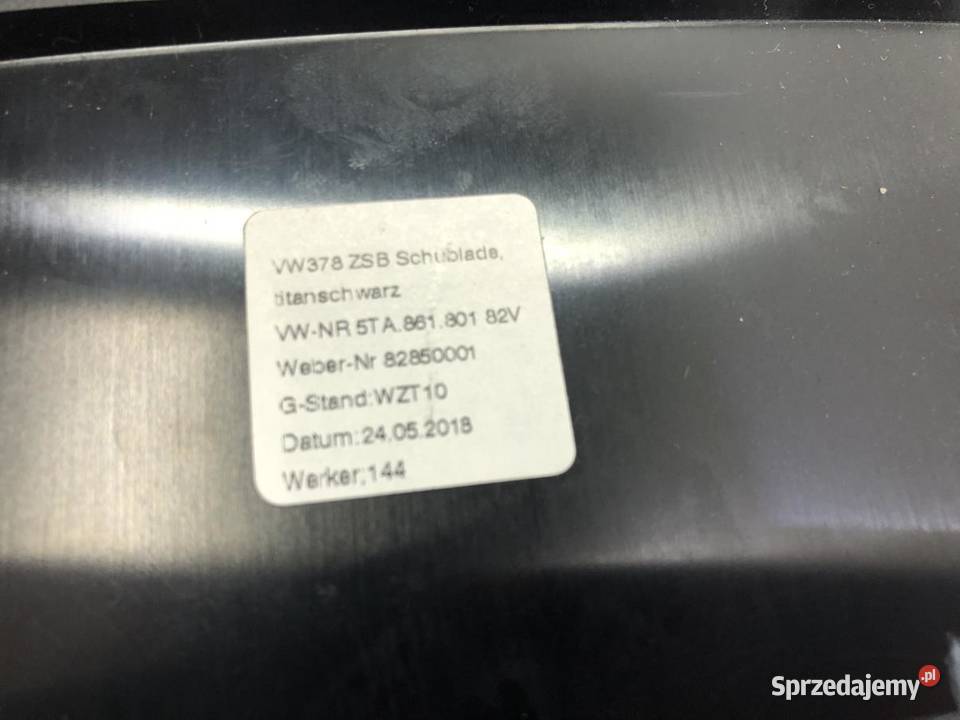 VW378 ZSB Schublade,
titanschwarz
VW-NR 5TA.861.801 82V
Weber-Nr 82850001
G-Stand:WZT10
Datum:24.05.2018
Werker:144
Sprzedajemy.pl